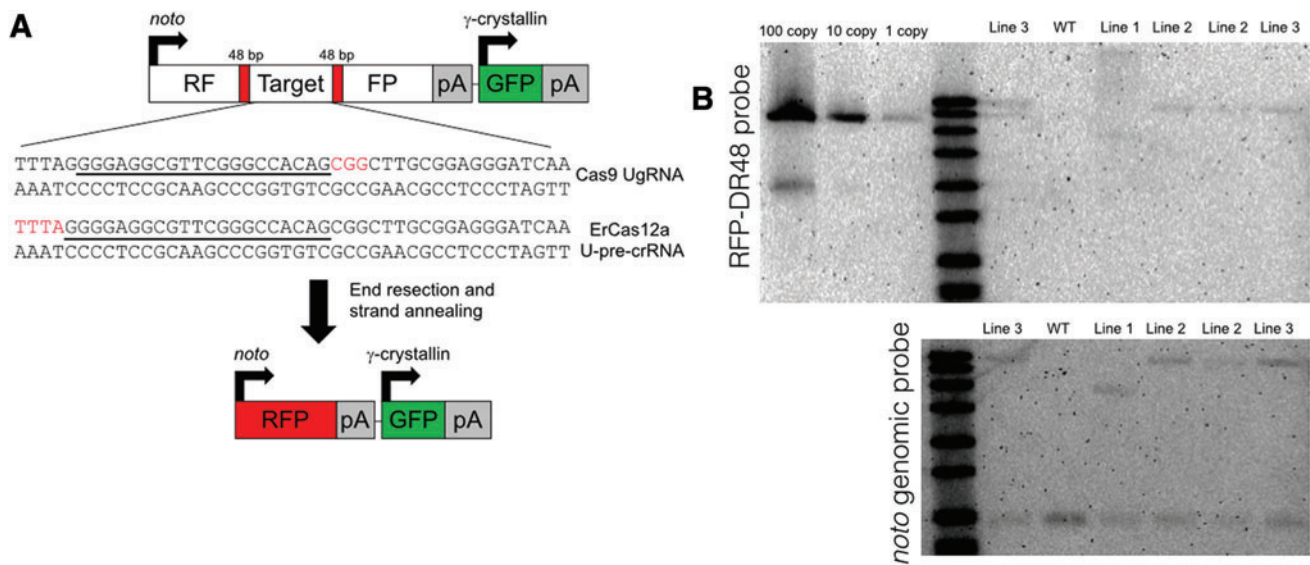 A
noto
γ-crystallin
48 bp
48 bp
RF
Target
FP
pA
GFP
pA
TTTAGGGGAGGCGTTCGGGCCACAGCGGCTTGCGGAGGGATCAA
AAATCCCCTCCGCAAGCCCGGTGTCGCCGAACGCCTCCCTAGTT
Cas9 UgRNA
TTTAGGGGAGGCGTTCGGGCCACAGCGGCTTGCGGAGGGATCAA
AAATCCCCTCCGCAAGCCCGGTGTCGCCGAACGCCTCCCTAGTT
ErCas12a
U-pre-crRNA
End resection and
strand annealing
noto
γ-crystallin
RFP
pA
GFP
pA
B
100 copy 10 copy 1 copy
Line 3 WT Line 1 Line 2 Line 2 Line 3
RFP-DR48 probe
Line 3 WT Line 1 Line 2 Line 2 Line 3
noto genomic probe